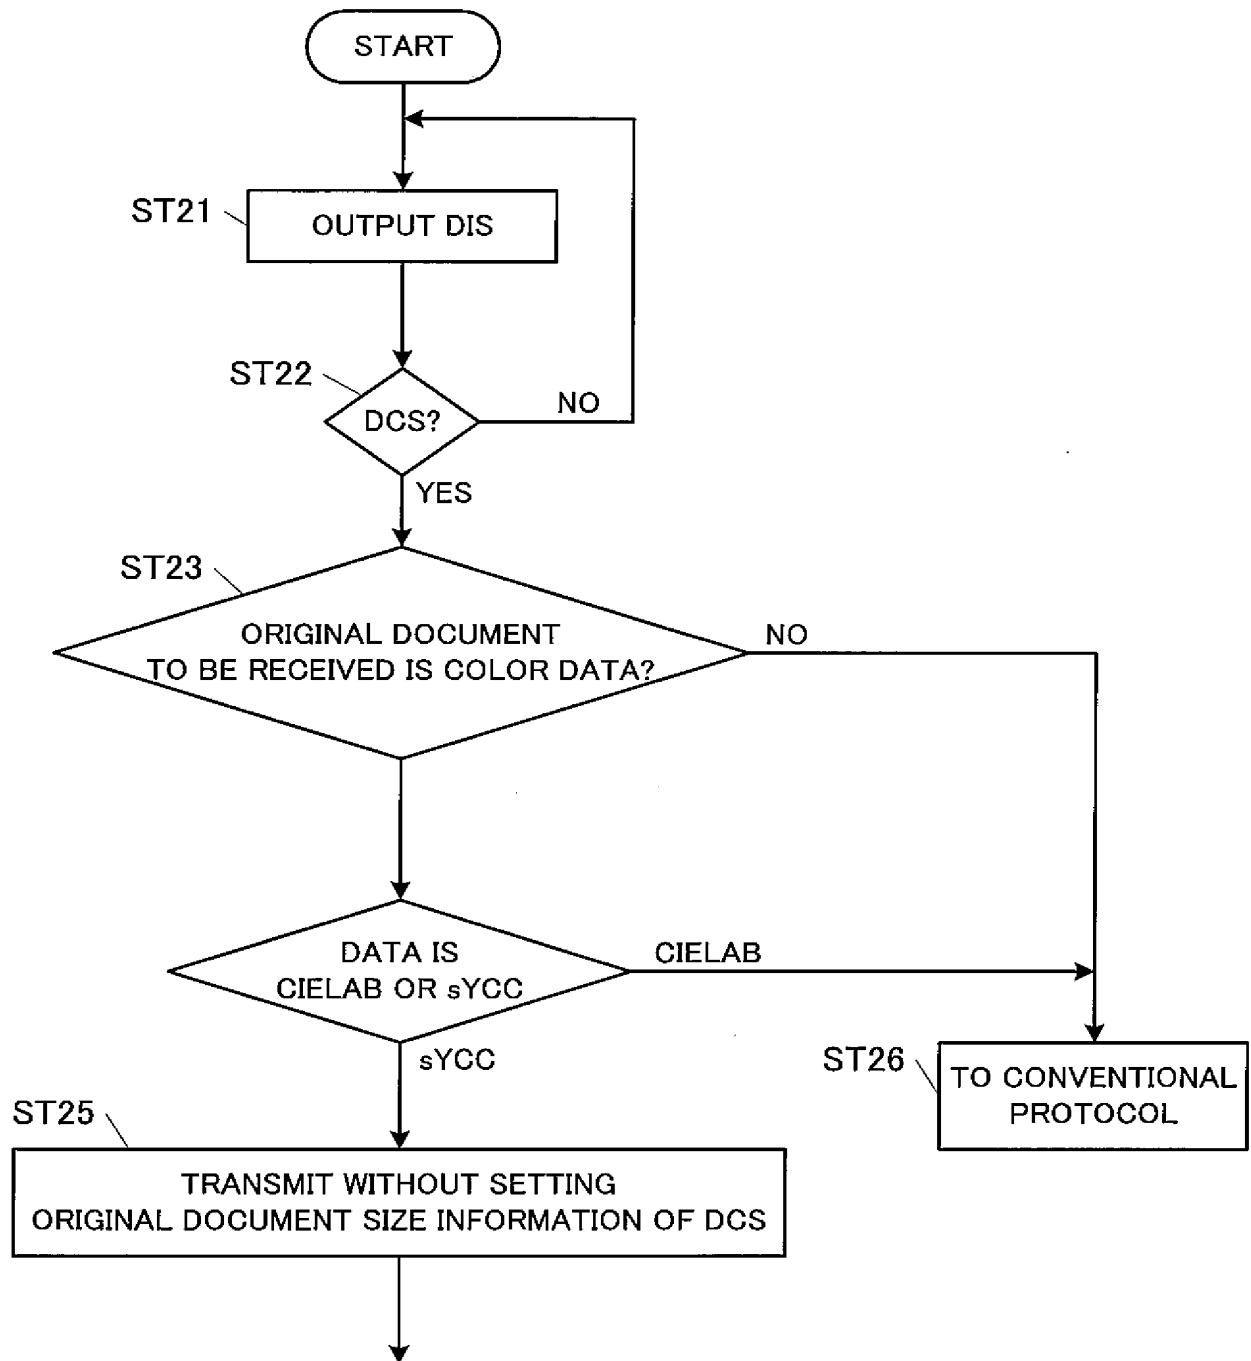 START
ST21
OUTPUT DIS
ST22
DCS?
NO
YES
ST23
ORIGINAL DOCUMENT
TO BE RECEIVED IS COLOR DATA?
NO
DATA IS
CIELAB OR sYCC
CIELAB
sYCC
ST26
TO CONVENTIONAL
PROTOCOL
ST25
TRANSMIT WITHOUT SETTING
ORIGINAL DOCUMENT SIZE INFORMATION OF DCS